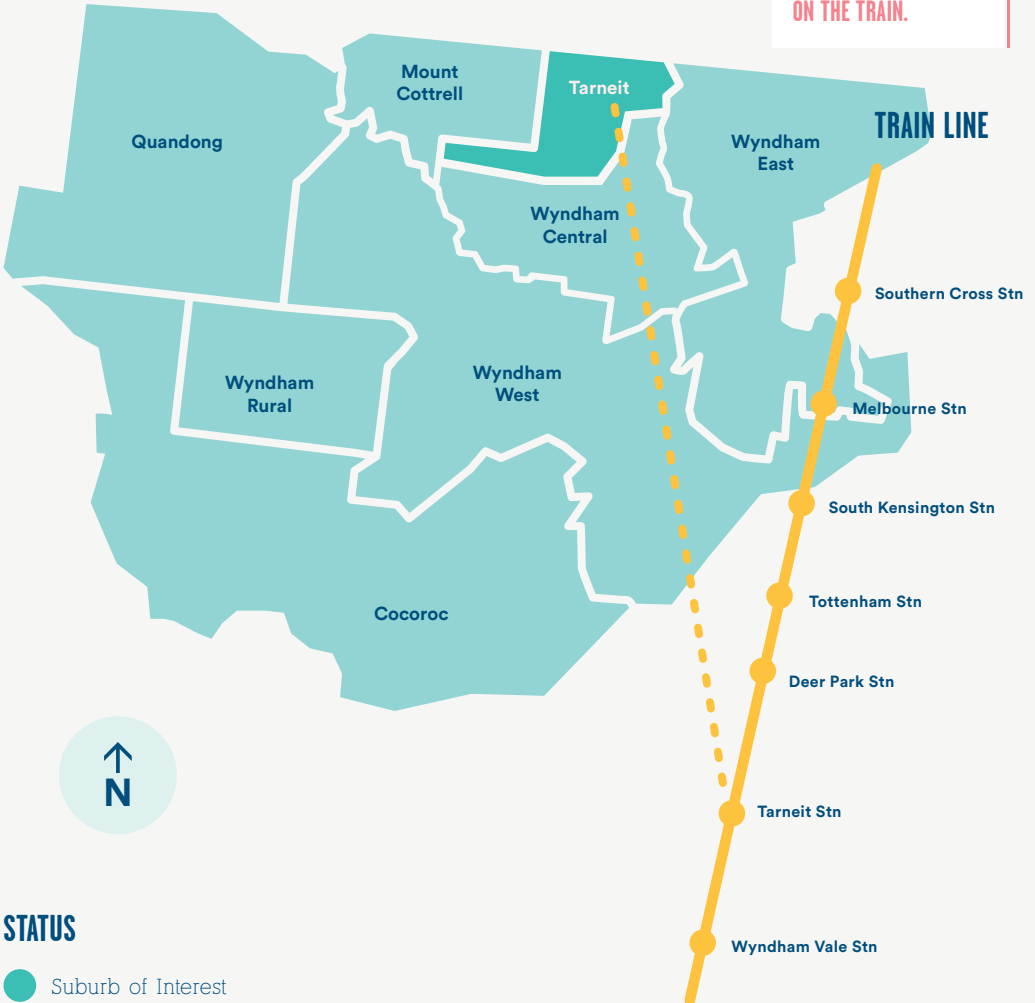 ON THE TRAIN.
Mount
Cottrell
Tarneit
TRAIN LINE
Quandong
Wyndham
East
Wyndham
Central
Southern Cross Stn
Wyndham
Rural
Wyndham
West
Melbourne Stn
South Kensington Stn
Tottenham Stn
Cocoroc
Deer Park Stn
N
Tarneit Stn
STATUS
Wyndham Vale Stn
Suburb of Interest